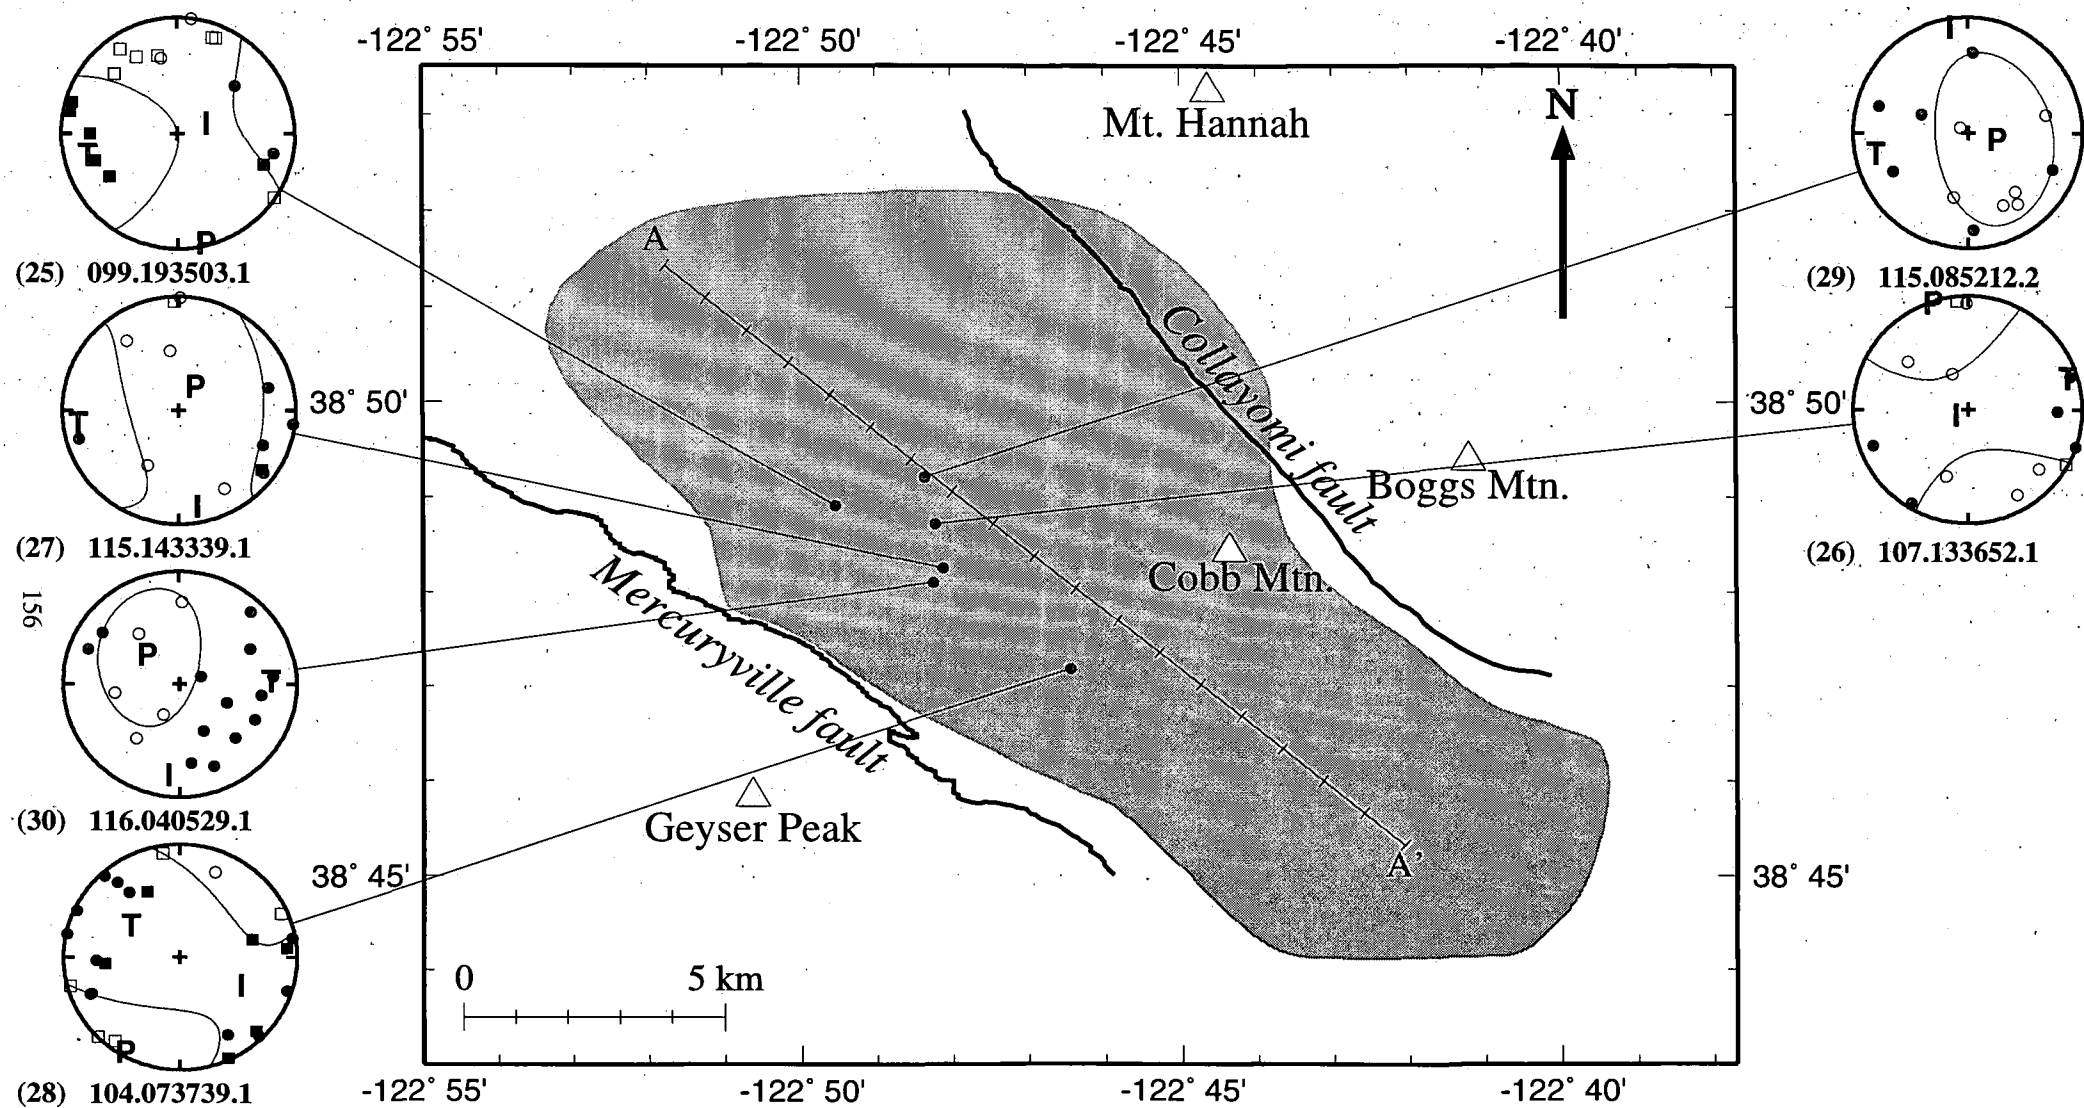 -122° 55'
-122° 50'
-122° 45'
-122° 40'
I
P
T
(25) 099.193503.1
P
T
I
(27) 115.143339.1
P
T
I
(30) 116.040529.1
T
I
P
(28) 104.073739.1
156
I
P
T
(29) 115.085212.2
P
T
I
(26) 107.133652.1
Mt. Hannah
N
A
Collayomi fault
38° 50'
38° 50'
Boggs Mtn.
Cobb Mtn.
Mercuryville fault
Geyser Peak
A'
38° 45'
38° 45'
0 5 km
-122° 55'
-122° 50'
-122° 45'
-122° 40'